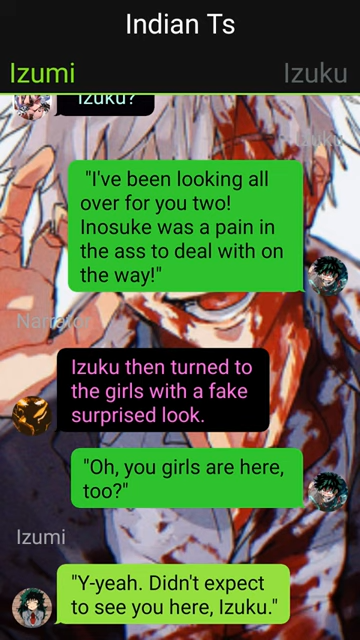 Indian Ts
Izumi
Izuku
Izuku?"
Izuku
"I've been looking all
over for you two!
Inosuke was a pain in
the ass to deal with on
the way!"
Narrator
Izuku then turned to
the girls with a fake
surprised look.
"Oh, you girls are here,
too?"
Izumi
"Y-yeah. Didn't expect
to see you here, Izuku."